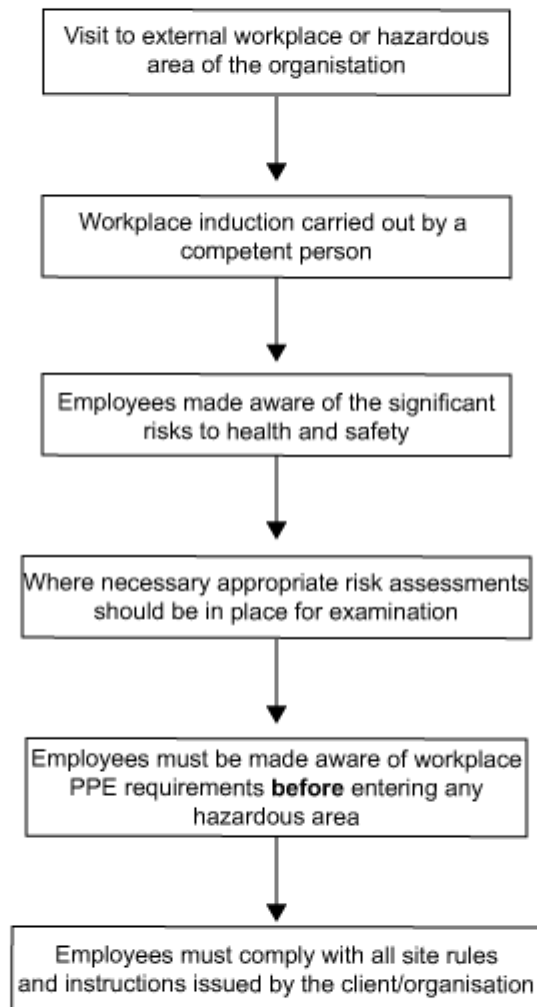 Visit to external workplace or hazardous
area of the organistation
Workplace induction carried out by a
competent person
Employees made aware of the significant
risks to health and safety
Where necessary appropriate risk assessments
should be in place for examination
Employees must be made aware of workplace
PPE requirements before entering any
hazardous area
Employees must comply with all site rules
and instructions issued by the client/organisation